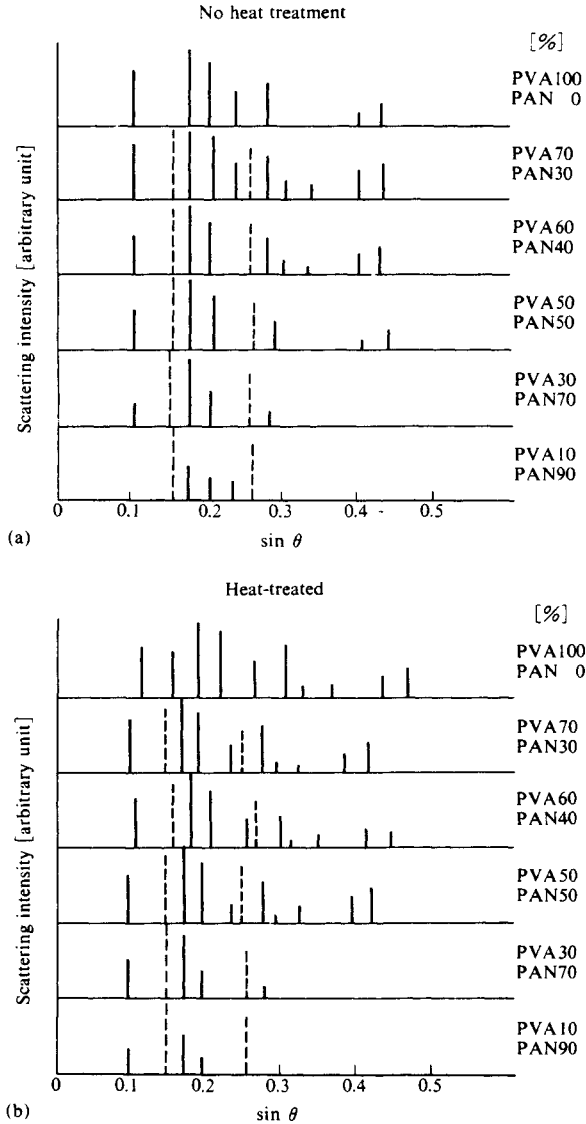 No heat treatment
[%]
PVA100
PAN 0
PVA70
PAN30
PVA60
PAN40
PVA50
PAN50
PVA30
PAN70
PVA10
PAN90
Scattering intensity [arbitrary unit]
0 0.1 0.2 0.3 0.4 0.5
(a)
sin θ
Heat-treated
[%]
PVA100
PAN 0
PVA70
PAN30
PVA60
PAN40
PVA50
PAN50
PVA30
PAN70
PVA10
PAN90
Scattering intensity [arbitrary unit]
0 0.1 0.2 0.3 0.4 0.5
(b)
sin θ